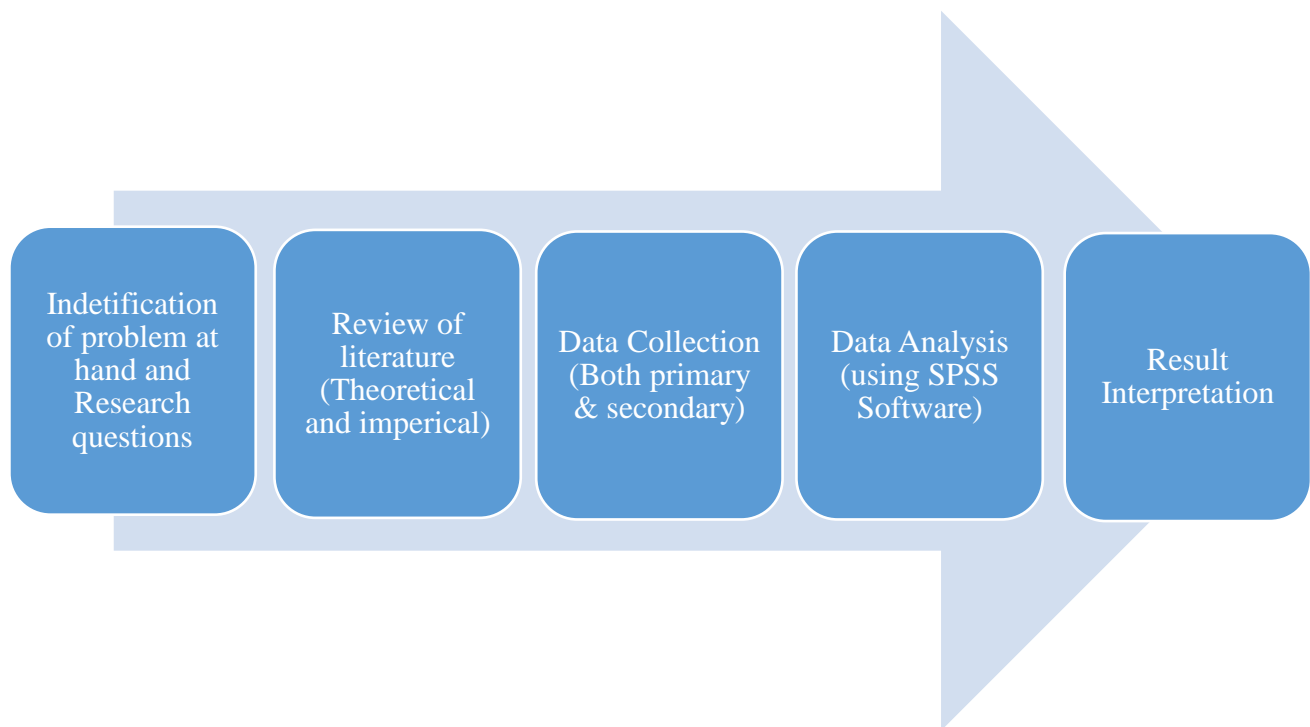 Indetification
of problem at
hand and
Research
questions
Review of
literature
(Theoretical
and imperical)
Data Collection
(Both primary
& secondary)
Data Analysis
(using SPSS
Software)
Result
Interpretation